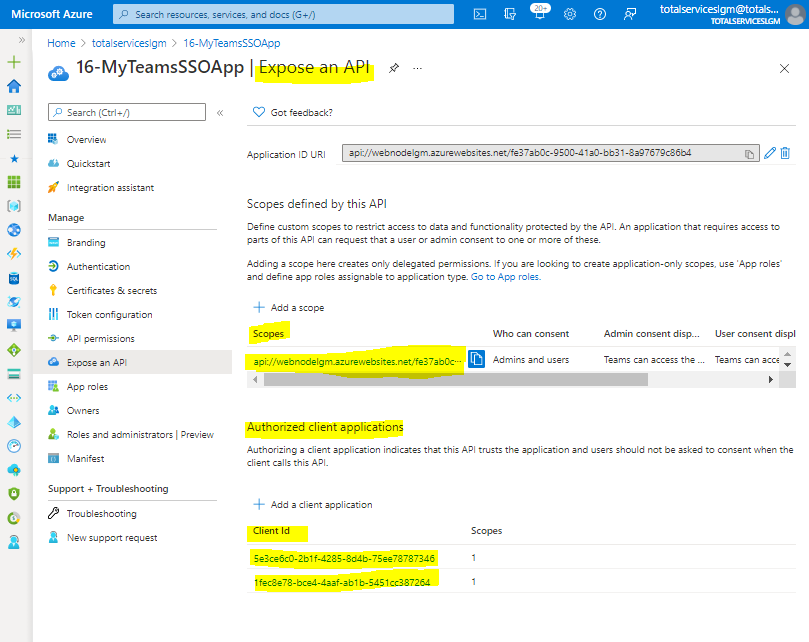 Microsoft Azure
Search resources, services, and docs (G+/)
20+
totalserviceslgm@totals...
TOTALSERVICESLGM
Home > totalserviceslgm > 16-MyTeamsSSOApp
16-MyTeamsSSOApp | Expose an API
Search (Ctrl+/)
Overview
Quickstart
Integration assistant
Manage
Branding
Authentication
Certificates & secrets
Token configuration
API permissions
Expose an API
App roles
Owners
Roles and administrators | Preview
Manifest
Support + Troubleshooting
Troubleshooting
New support request
Got feedback?
Application ID URI
api://webnodelgm.azurewebsites.net/fe37ab0c-9500-41a0-bb31-8a97679c86b4
Scopes defined by this API
Define custom scopes to restrict access to data and functionality protected by the API. An application that requires access to
parts of this API can request that a user or admin consent to one or more of these.
Adding a scope here creates only delegated permissions. If you are looking to create application-only scopes, use 'App roles'
and define app roles assignable to application type. Go to App roles.
Add a scope
Scopes Who can consent Admin consent disp... User consent displ
api://webnodelgm.azurewebsites.net/fe37ab0c... Admins and users Teams can access the ... Teams can acce
Authorized client applications
Authorizing a client application indicates that this API trusts the application and users should not be asked to consent when the
client calls this API.
Add a client application
Client Id Scopes
5e3ce6c0-2b1f-4285-8d4b-75ee78787346 1
1fec8e78-bce4-4aaf-ab1b-5451cc387264 1